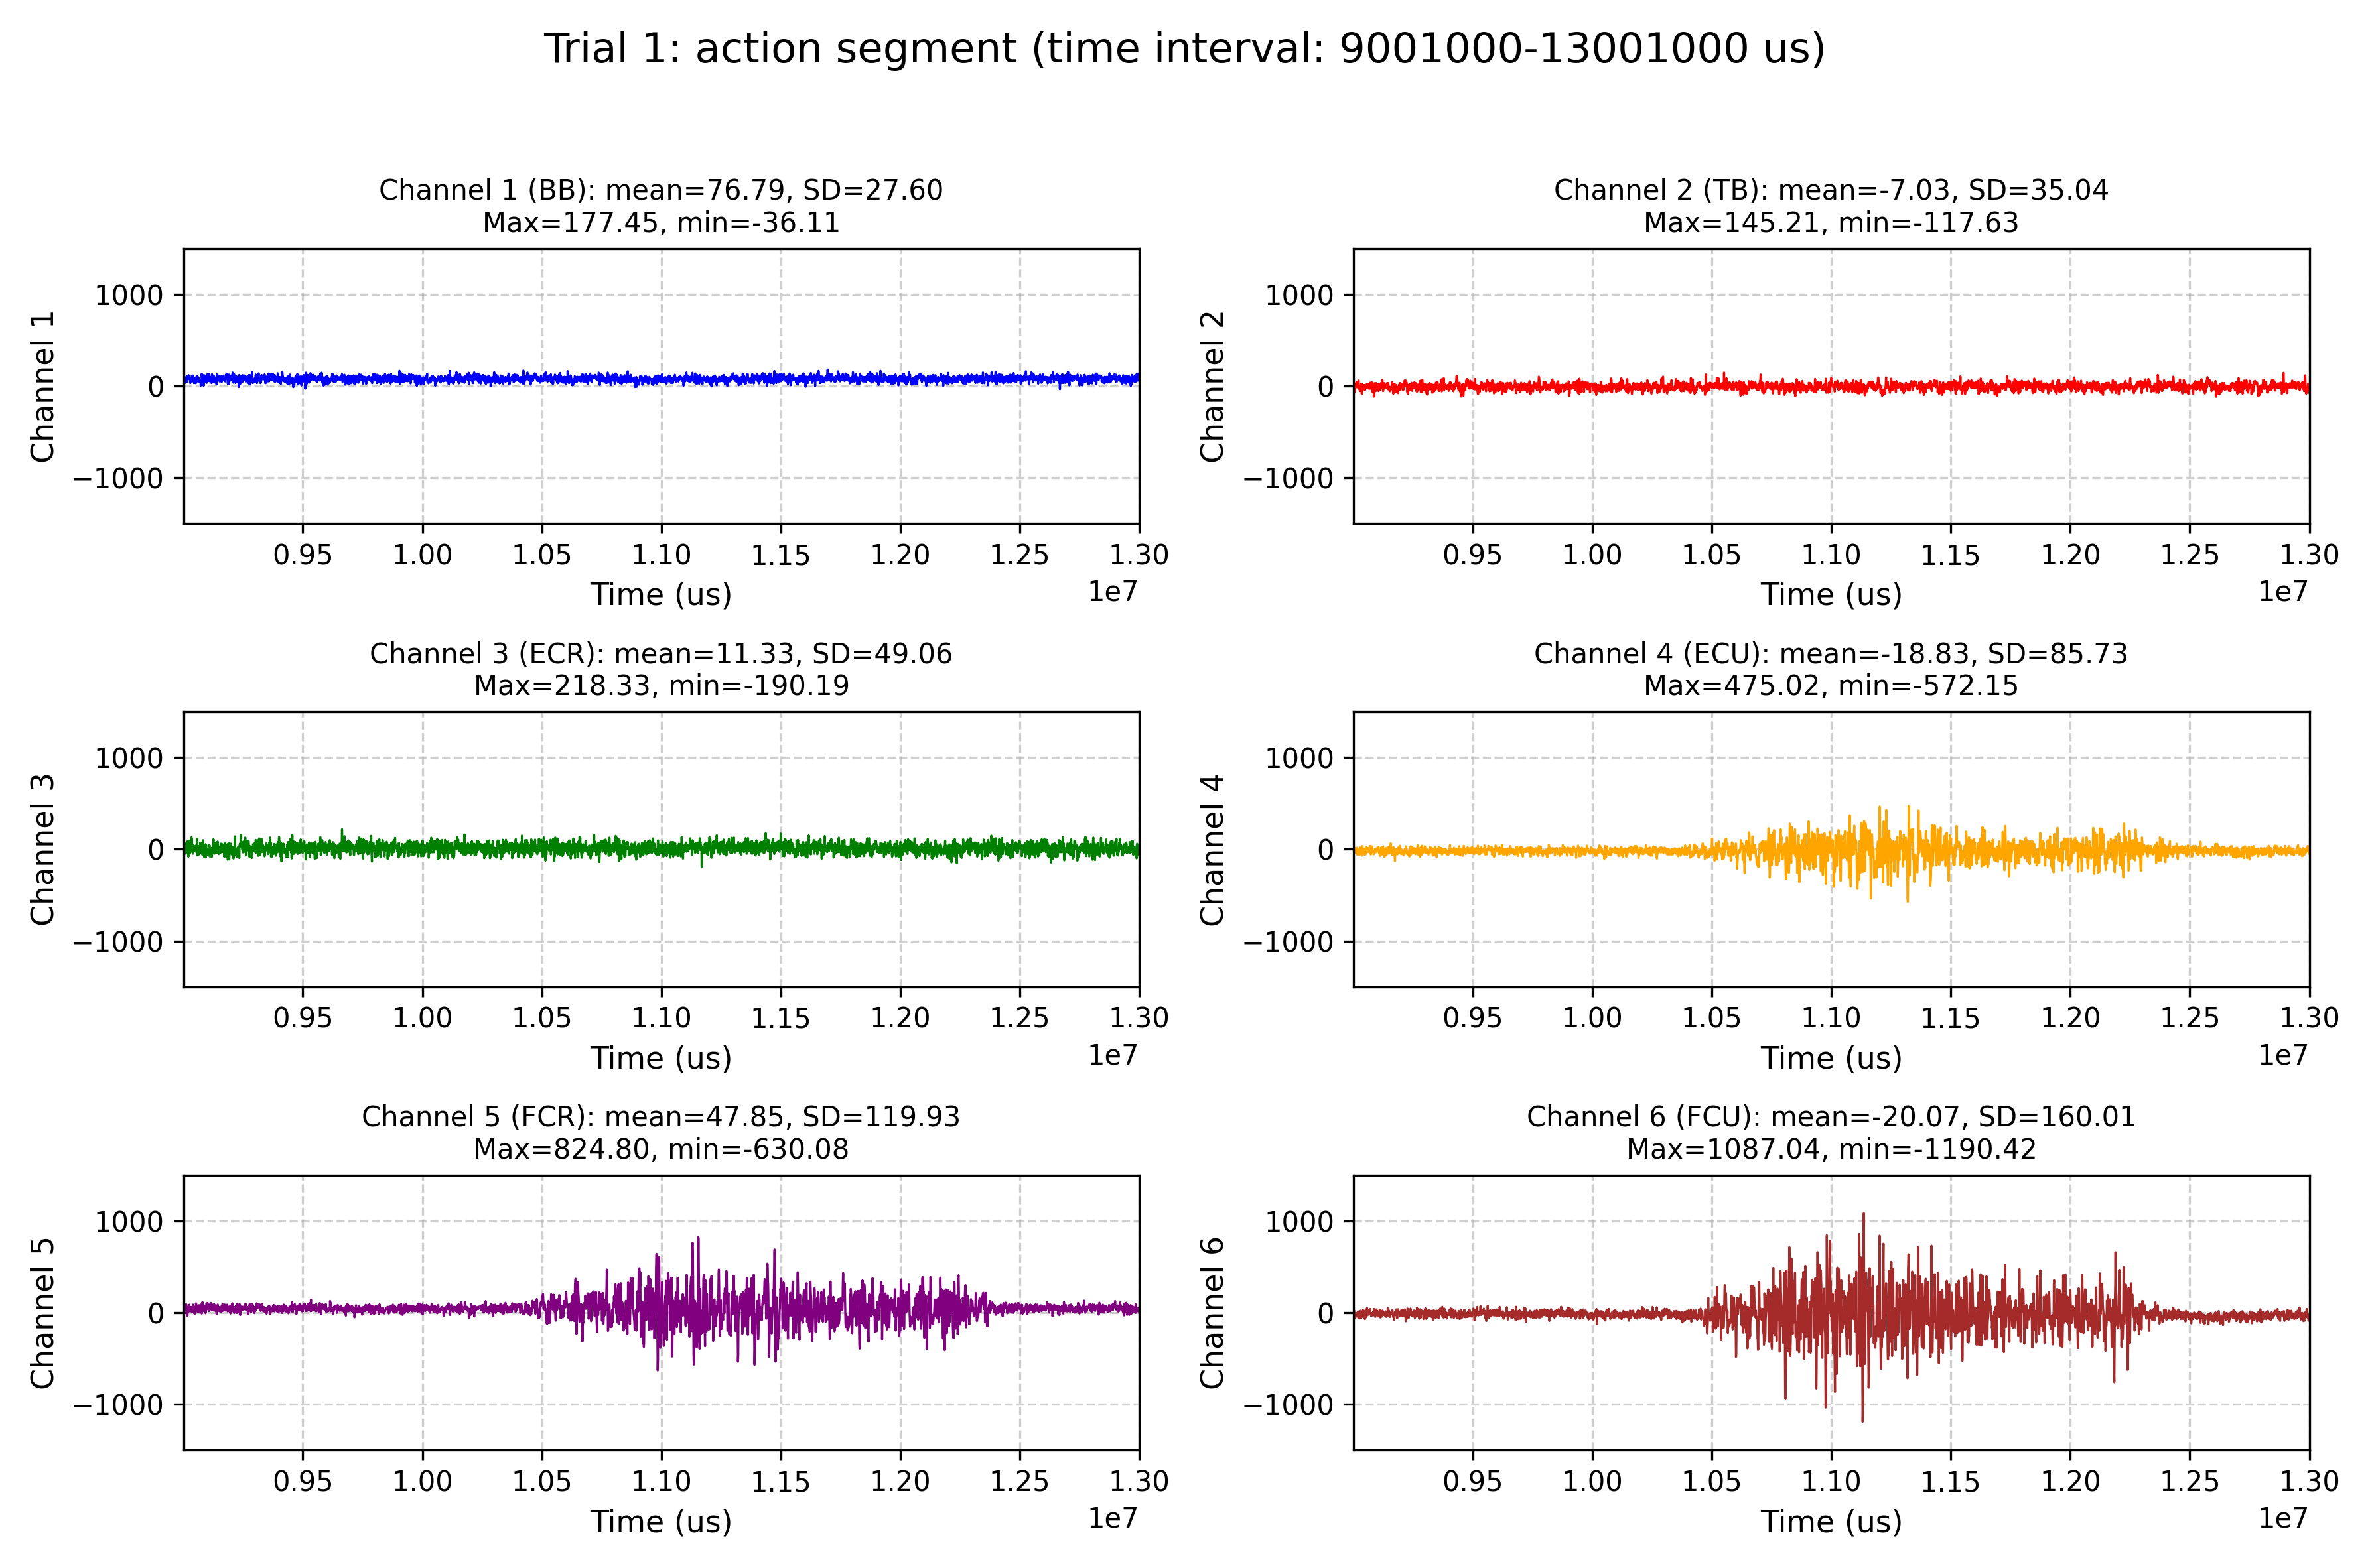 Trial 1: action segment (time interval: 9001000-13001000 us)
Channel 1 (BB): mean=76.79, SD=27.60
Max=177.45, min=-36.11
Channel 1
1000
0
−1000
0.95 1.00 1.05 1.10 1.15 1.20 1.25 1.30
Time (us)
1e7
Channel 2 (TB): mean=-7.03, SD=35.04
Max=145.21, min=-117.63
Channel 2
1000
0
−1000
0.95 1.00 1.05 1.10 1.15 1.20 1.25 1.30
Time (us)
1e7
Channel 3 (ECR): mean=11.33, SD=49.06
Max=218.33, min=-190.19
Channel 3
1000
0
−1000
0.95 1.00 1.05 1.10 1.15 1.20 1.25 1.30
Time (us)
1e7
Channel 4 (ECU): mean=-18.83, SD=85.73
Max=475.02, min=-572.15
Channel 4
1000
0
−1000
0.95 1.00 1.05 1.10 1.15 1.20 1.25 1.30
Time (us)
1e7
Channel 5 (FCR): mean=47.85, SD=119.93
Max=824.80, min=-630.08
Channel 5
1000
0
−1000
0.95 1.00 1.05 1.10 1.15 1.20 1.25 1.30
Time (us)
1e7
Channel 6 (FCU): mean=-20.07, SD=160.01
Max=1087.04, min=-1190.42
Channel 6
1000
0
−1000
0.95 1.00 1.05 1.10 1.15 1.20 1.25 1.30
Time (us)
1e7